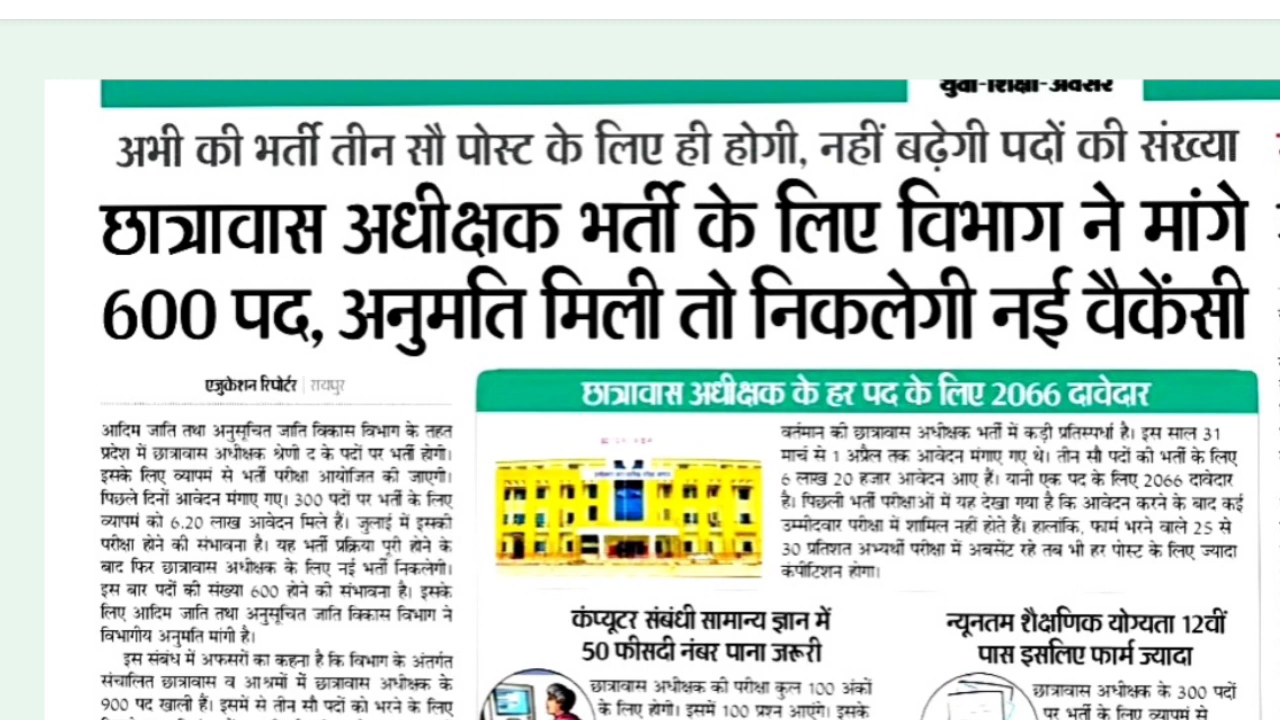 युवा-शिक्षा-अवसर
अभी की भर्ती तीन सौ पोस्ट के लिए ही होगी, नहीं बढ़ेगी पदों की संख्या
छात्रावास अधीक्षक भर्ती के लिए विभाग ने मांगे
600 पद, अनुमति मिली तो निकलेगी नई वैकेंसी
एजुकेशन रिपोर्टर | रायपुर
आदिम जाति तथा अनुसूचित जाति विकास विभाग के तहत
प्रदेश में छात्रावास अधीक्षक श्रेणी द के पदों पर भर्ती होगी।
इसके लिए व्यापमं से भर्ती परीक्षा आयोजित की जाएगी।
पिछले दिनों आवेदन मंगाए गए। 300 पदों पर भर्ती के लिए
व्यापमं को 6.20 लाख आवेदन मिले हैं। जुलाई में इसकी
परीक्षा होने की संभावना है। यह भर्ती प्रक्रिया पूरी होने के
बाद फिर छात्रावास अधीक्षक के लिए नई भर्ती निकलेगी।
इस बार पदों की संख्या 600 होने की संभावना है। इसके
लिए आदिम जाति तथा अनुसूचित जाति विकास विभाग ने
विभागीय अनुमति मांगी है।
इस संबंध में अफसरों का कहना है कि विभाग के अंतर्गत
संचालित छात्रावास व आश्रमों में छात्रावास अधीक्षक के
900 पद खाली हैं। इसमें से तीन सौ पदों को भरने के लिए
छात्रावास अधीक्षक के हर पद के लिए 2066 दावेदार
वर्तमान की छात्रावास अधीक्षक भर्ती में कड़ी प्रतिस्पर्धा है। इस साल 31
मार्च से 1 अप्रैल तक आवेदन मंगाए गए थे। तीन सौ पदों की भर्ती के लिए
6 लाख 20 हजार आवेदन आए हैं। यानी एक पद के लिए 2066 दावेदार
है। पिछली भर्ती परीक्षाओं में यह देखा गया है कि आवेदन करने के बाद कई
उम्मीदवार परीक्षा में शामिल नहीं होते हैं। हालांकि, फार्म भरने वाले 25 से
30 प्रतिशत अभ्यर्थी परीक्षा में अबसेंट रहे तब भी हर पोस्ट के लिए ज्यादा
कंपीटिशन होगा।
कंप्यूटर संबंधी सामान्य ज्ञान में
50 फीसदी नंबर पाना जरूरी
छात्रावास अधीक्षक की परीक्षा कुल 100 अंकों
के लिए होगी। इसमें 100 प्रश्न आएंगे। इसके
न्यूनतम शैक्षणिक योग्यता 12वीं
पास इसलिए फार्म ज्यादा
छात्रावास अधीक्षक के 300 पदों
पर भर्ती के लिए व्यापमं से